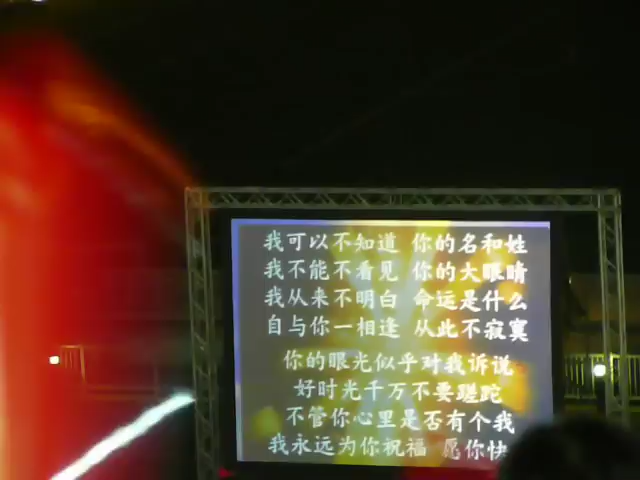 我可以不知道 你的名和姓
我不能不看见 你的大眼睛
我从来不明白 命运是什么
自与你一相逢 从此不寂寞
你的眼光似乎对我诉说
好时光千万不要蹉跎
不管你心里是否有个我
我永远为你祝福 愿你快